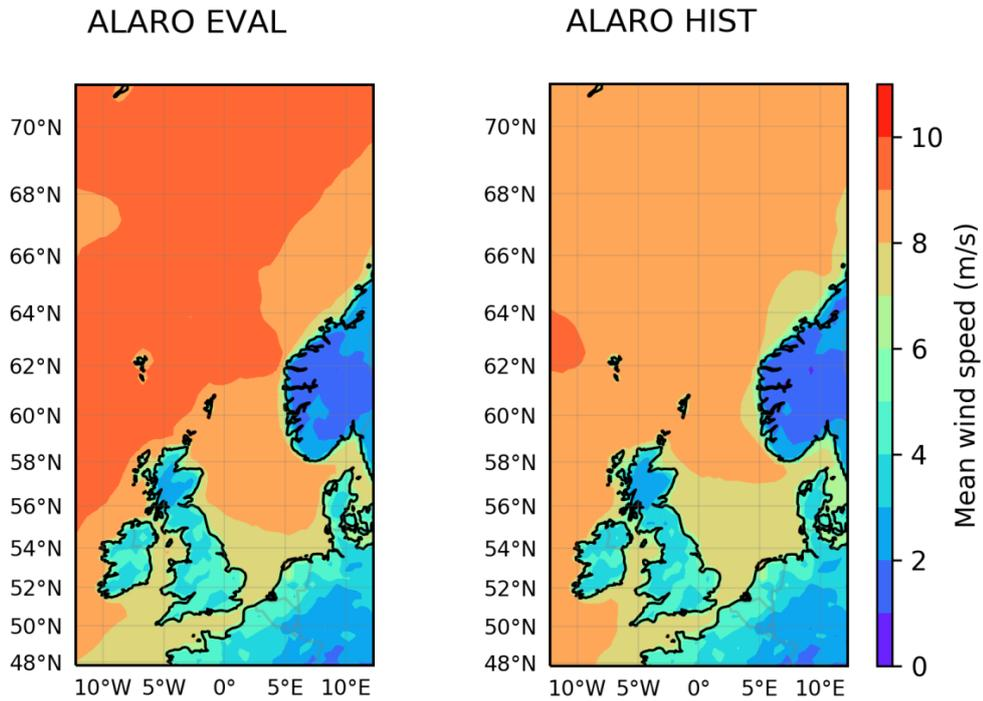 ALARO EVAL
ALARO HIST
70°N
68°N
66°N
64°N
62°N
60°N
58°N
56°N
54°N
52°N
50°N
48°N
10°W 5°W 0° 5°E 10°E
70°N
68°N
66°N
64°N
62°N
60°N
58°N
56°N
54°N
52°N
50°N
48°N
10°W 5°W 0° 5°E 10°E
10
8
6
4
2
0
Mean wind speed (m/s)